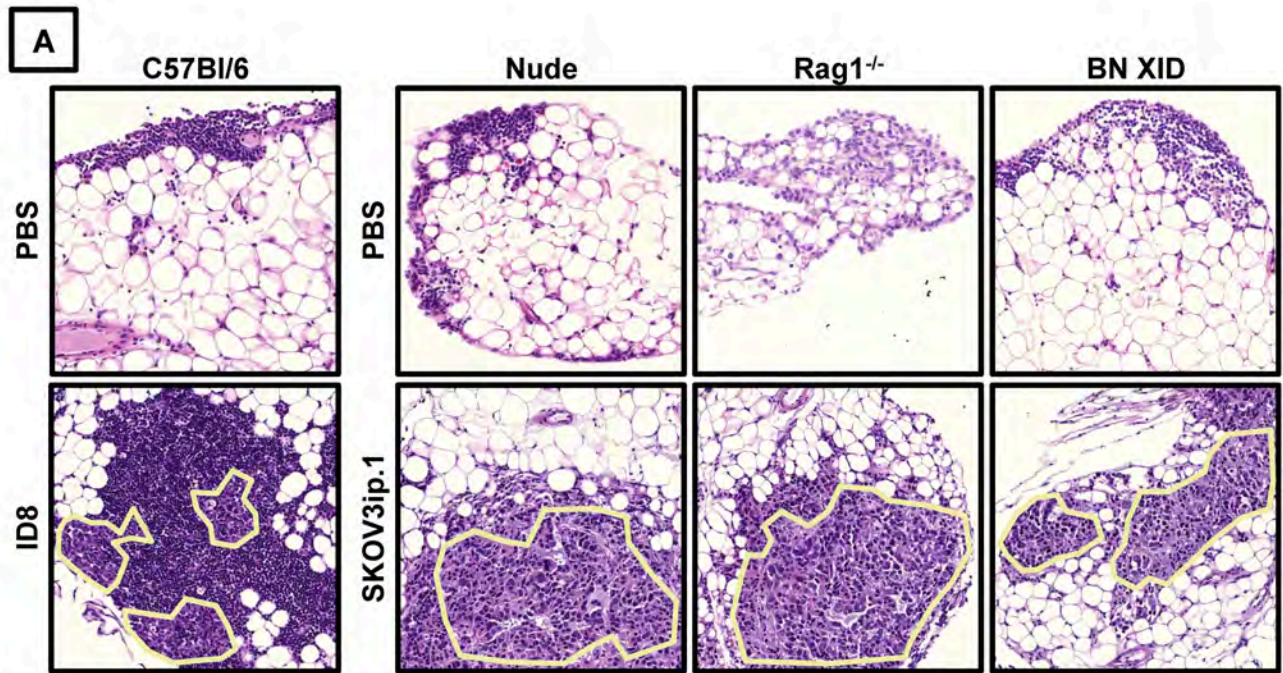 A
C57Bl/6
Nude
Rag1-/-
BN XID
PBS
PBS
ID8
SKOV3ip.1